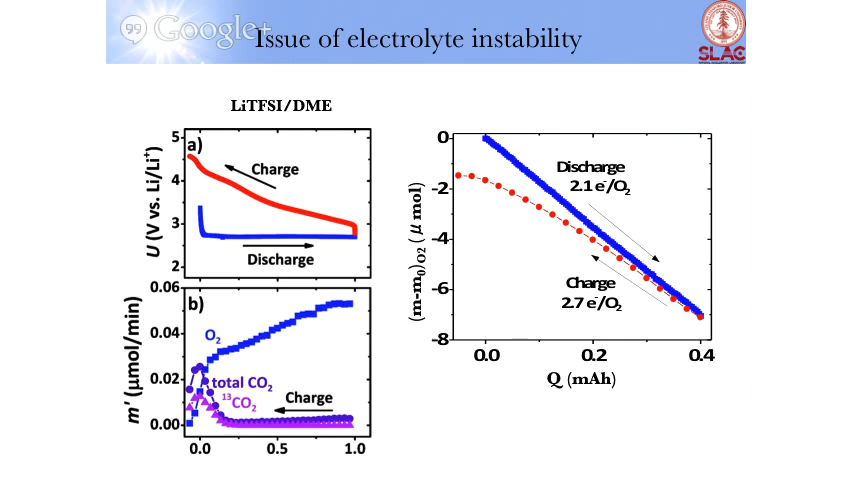 Google+
Issue of electrolyte instability
SLAC
LiTFSI/DME
a)
5
4
3
2
U (V vs. Li/Li⁺)
Charge
Discharge
b)
0.06
0.04
0.02
0.00
m' (μmol/min)
O₂
total CO₂
¹³CO₂
Charge
0.0 0.5 1.0
0
-2
-4
-6
-8
(m-m₀)O2 (μ mol)
Discharge
2.1 e⁻/O₂
Charge
2.7 e⁻/O₂
0.0 0.2 0.4
Q (mAh)